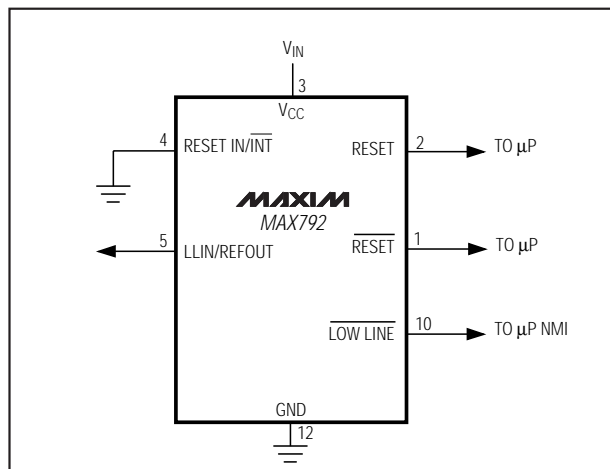 VIN
3
VCC
4 RESET IN/INT RESET 2 TO μP
MAXIM
MAX792
5 LLIN/REFOUT RESET 1 TO μP
LOW LINE 10 TO μP NMI
GND
12